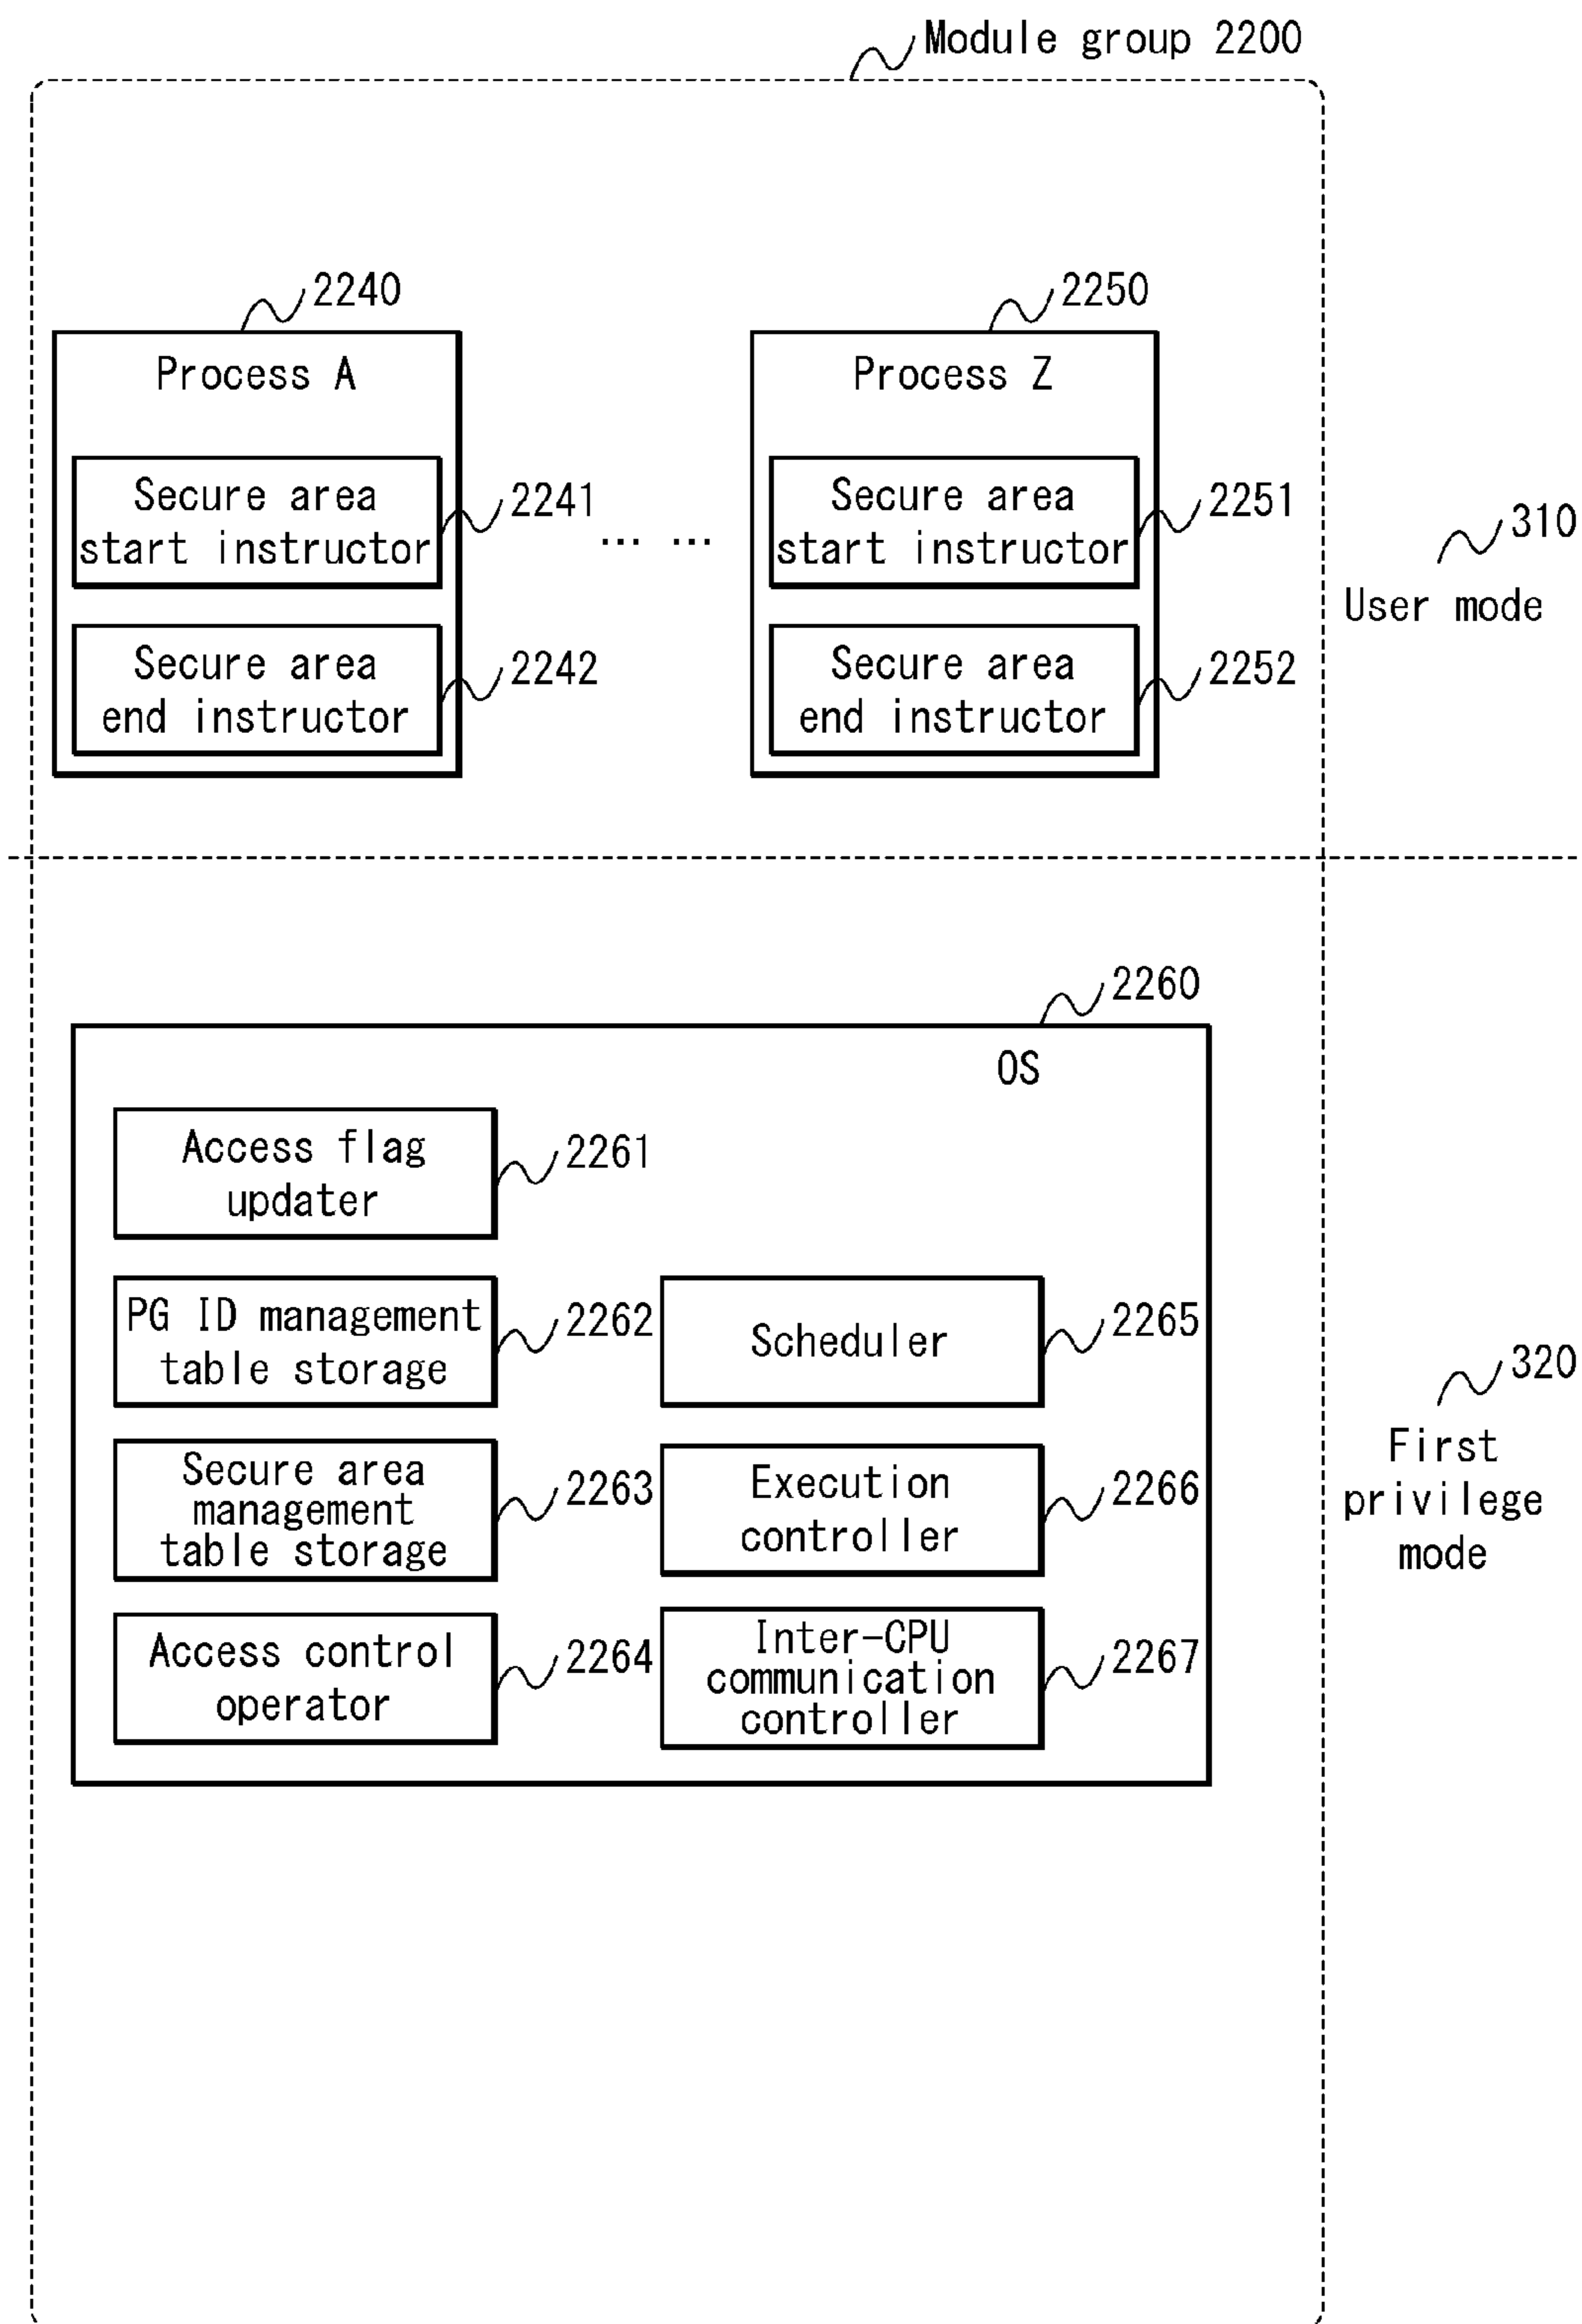 Module group 2200
2240
2250
Process A
Process Z
Secure area
start instructor
2241
... ...
Secure area
start instructor
2251
310
User mode
Secure area
end instructor
2242
Secure area
end instructor
2252
2260
OS
Access flag
updater
2261
PG ID management
table storage
2262
Scheduler
2265
320
First
privilege
mode
Secure area
management
table storage
2263
Execution
controller
2266
Access control
operator
2264
Inter-CPU
communication
controller
2267